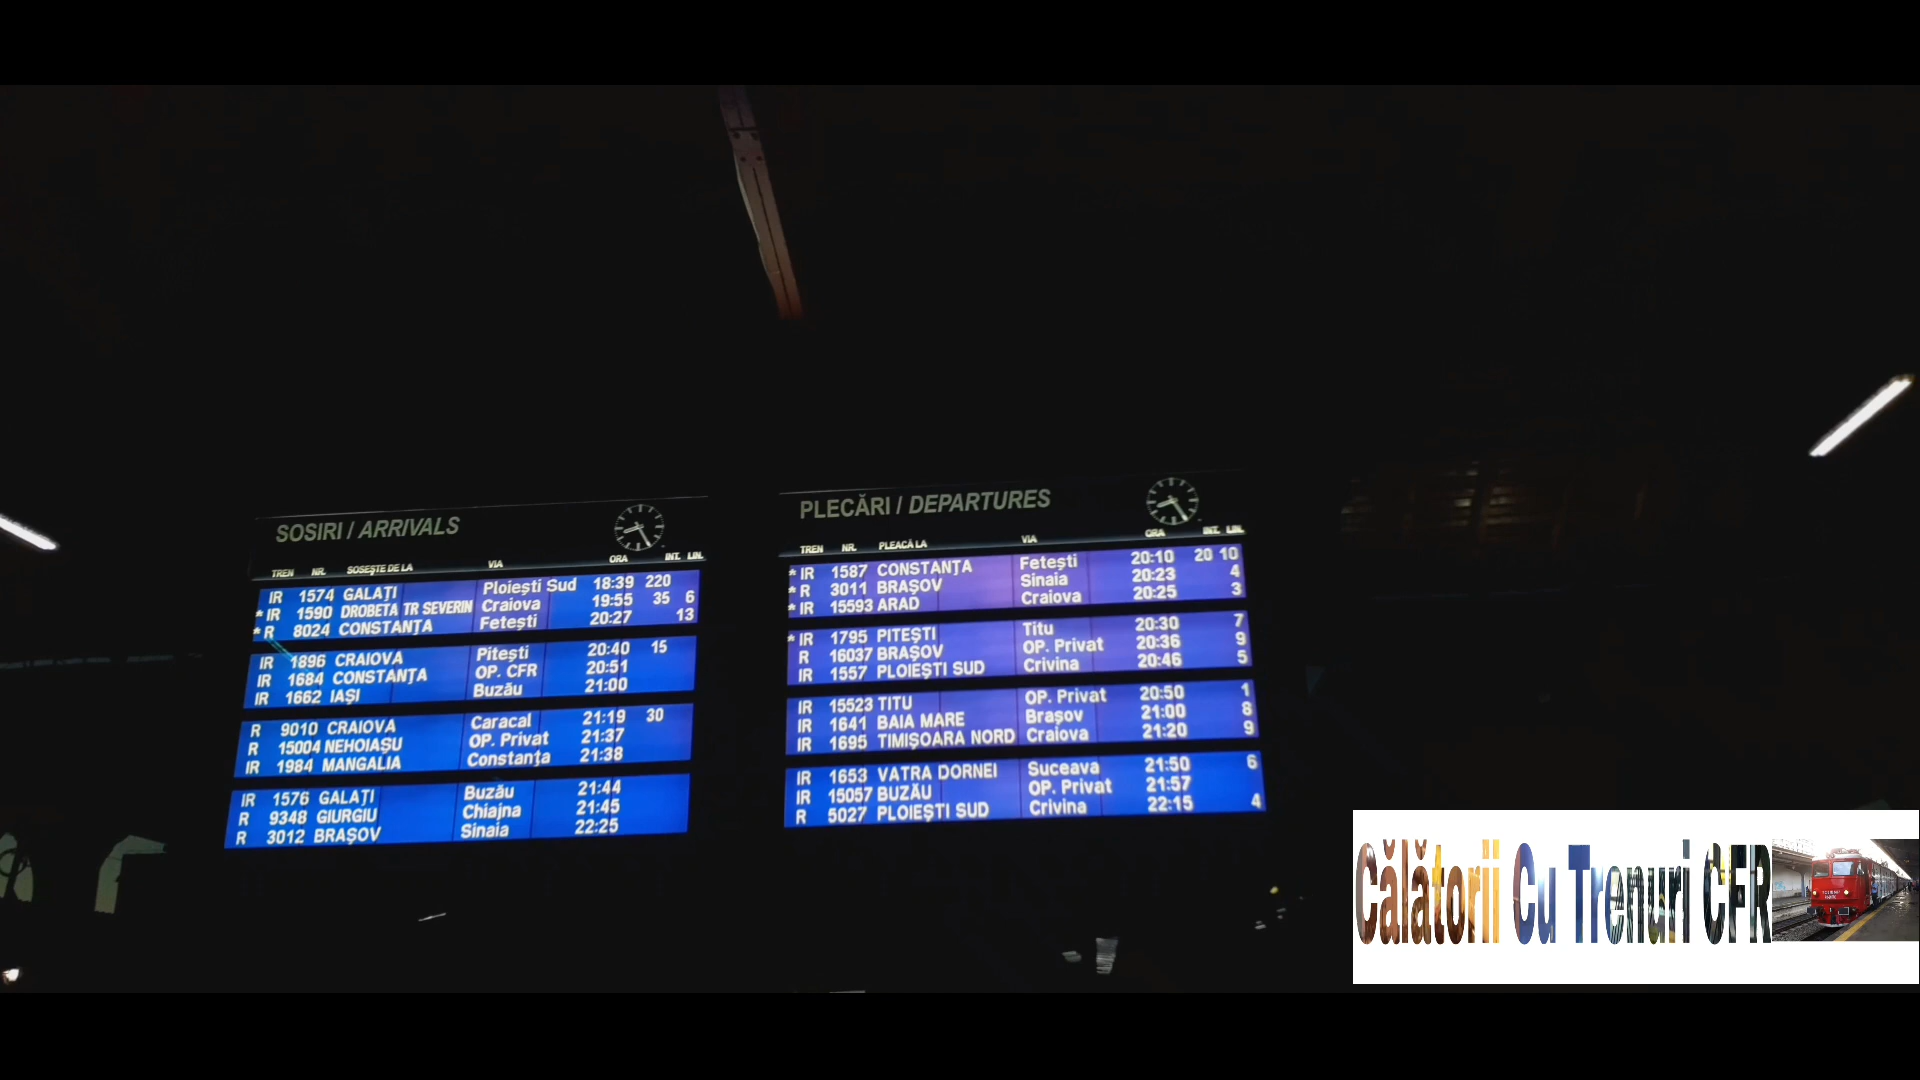 SOSIRI / ARRIVALS
TREN NR. SOSEȘTE DE LA VIA ORA INT. LIN.
IR 1574 GALAȚI Ploiești Sud 18:39 220
* IR 1590 DROBETA TR SEVERIN Craiova 19:55 35 6
* R 8024 CONSTANȚA Fetești 20:27 13
IR 1896 CRAIOVA Pitești 20:40 15
IR 1684 CONSTANȚA OP. CFR 20:51
IR 1662 IAȘI Buzău 21:00
R 9010 CRAIOVA Caracal 21:19 30
R 15004 NEHOIAȘU OP. Privat 21:37
IR 1984 MANGALIA Constanța 21:38
IR 1576 GALAȚI Buzău 21:44
R 9348 GIURGIU Chiajna 21:45
R 3012 BRAȘOV Sinaia 22:25
PLECĂRI / DEPARTURES
TREN NR. PLEACĂ LA VIA ORA INT. LIN.
* IR 1587 CONSTANȚA Fetești 20:10 20 10
* R 3011 BRAȘOV Sinaia 20:23 4
* IR 15593 ARAD Craiova 20:25 3
* IR 1795 PITEȘTI Titu 20:30 7
R 16037 BRAȘOV OP. Privat 20:36 9
IR 1557 PLOIEȘTI SUD Crivina 20:46 5
IR 15523 TITU OP. Privat 20:50 1
IR 1641 BAIA MARE Brașov 21:00 8
IR 1695 TIMIȘOARA NORD Craiova 21:20 9
IR 1653 VATRA DORNEI Suceava 21:50 6
IR 15057 BUZĂU OP. Privat 21:57
R 5027 PLOIEȘTI SUD Crivina 22:15 4
Călătorii Cu Trenuri CFR